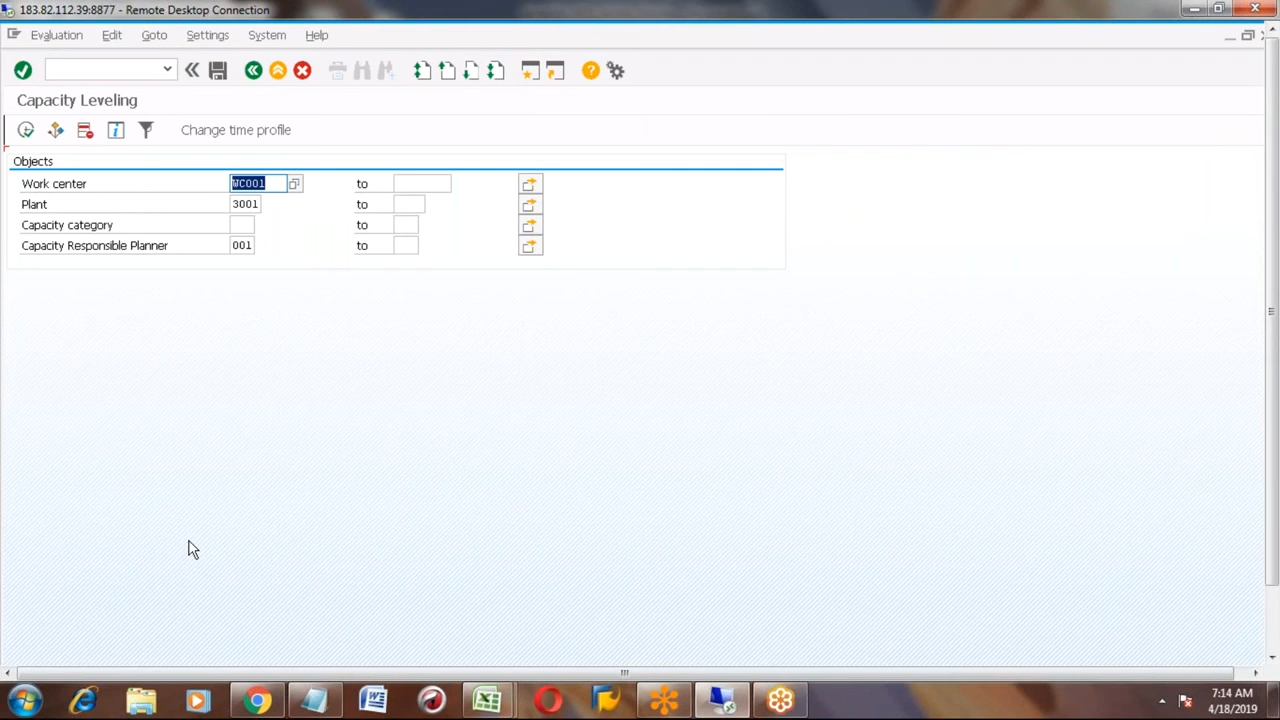 183.82.112.39:8877 - Remote Desktop Connection
Evaluation Edit Goto Settings System Help
Capacity Leveling
Change time profile
Objects
Work center WC001 to
Plant 3001 to
Capacity category to
Capacity Responsible Planner 001 to
7:14 AM
4/18/2019